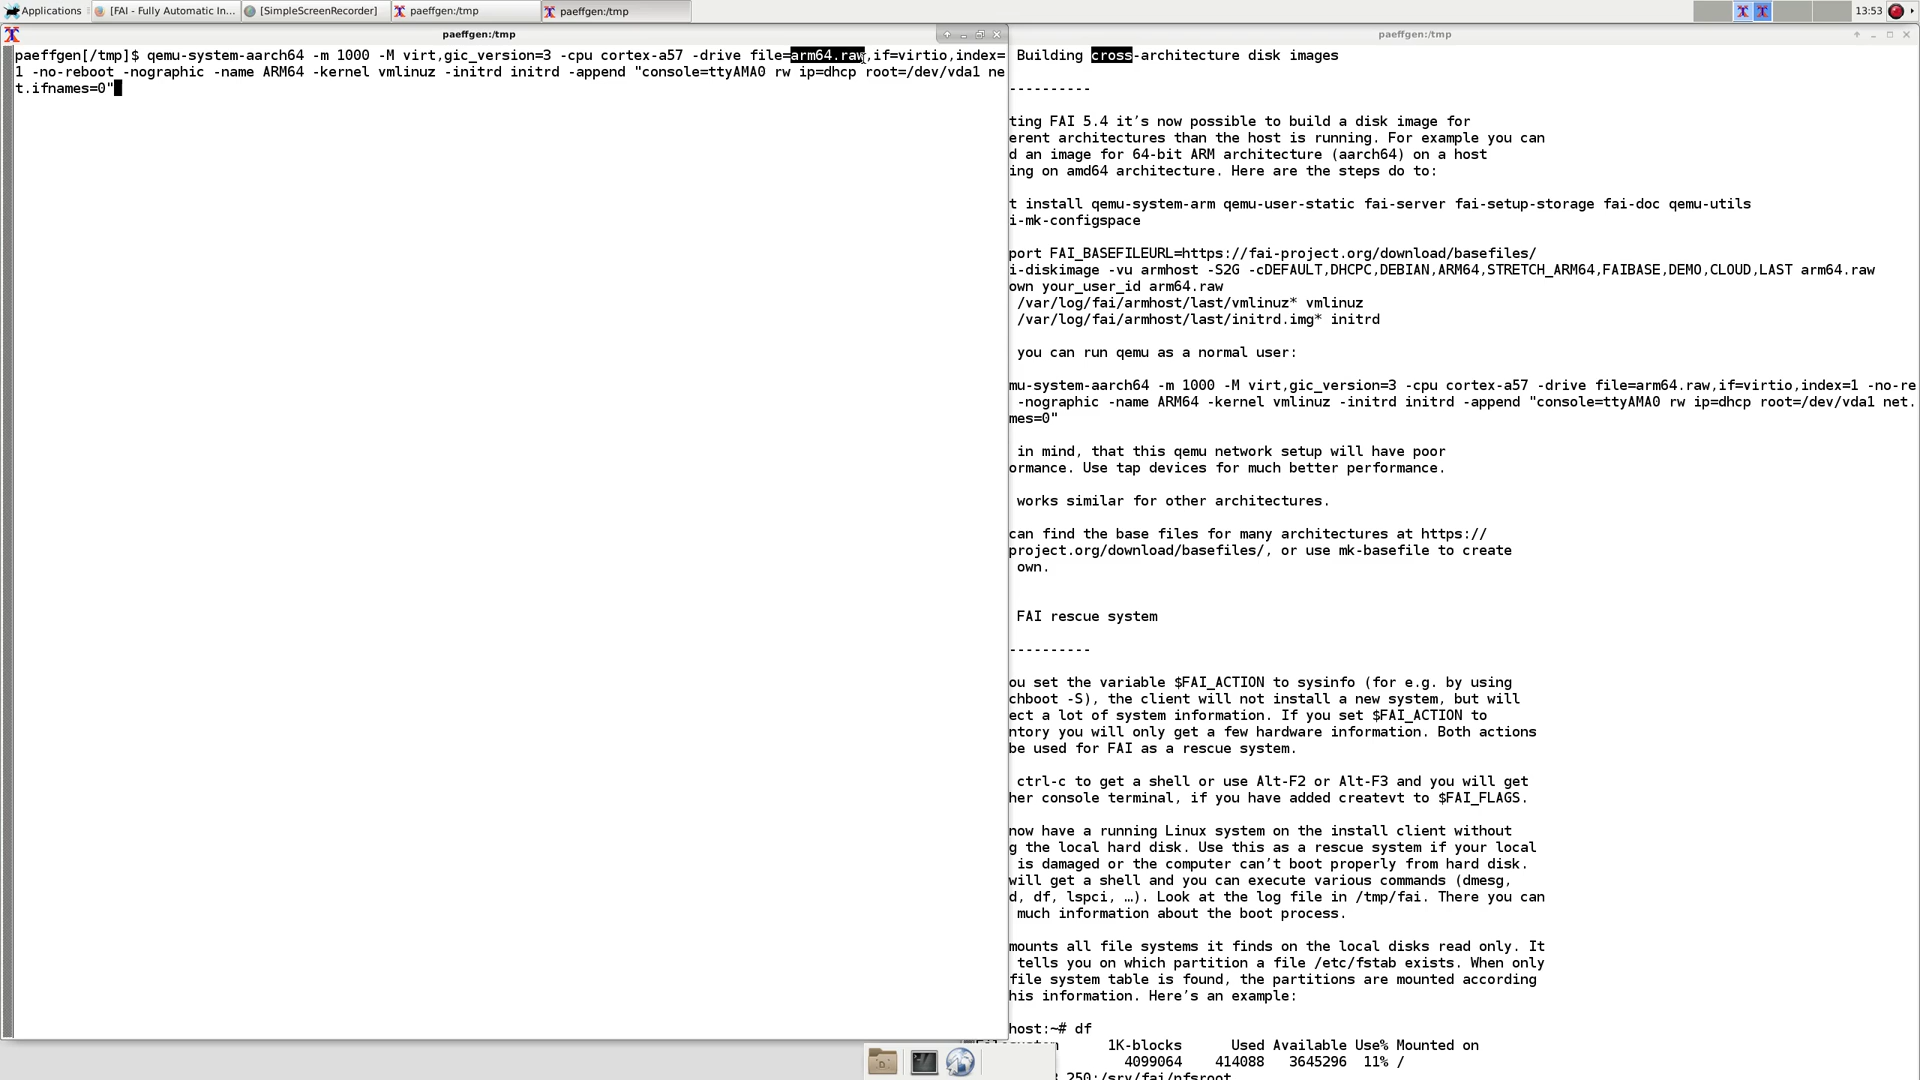 Applications
[FAI - Fully Automatic In...
[SimpleScreenRecorder]
paeffgen:/tmp
paeffgen:/tmp
13:53
paeffgen:/tmp
paeffgen[/tmp]$ qemu-system-aarch64 -m 1000 -M virt,gic_version=3 -cpu cortex-a57 -drive file=arm64.raw,if=virtio,index=
1 -no-reboot -nographic -name ARM64 -kernel vmlinuz -initrd initrd -append "console=ttyAMA0 rw ip=dhcp root=/dev/vda1 ne
t.ifnames=0"
paeffgen:/tmp
Building cross-architecture disk images
----------
ting FAI 5.4 it’s now possible to build a disk image for
erent architectures than the host is running. For example you can
d an image for 64-bit ARM architecture (aarch64) on a host
ing on amd64 architecture. Here are the steps do to:
t install qemu-system-arm qemu-user-static fai-server fai-setup-storage fai-doc qemu-utils
i-mk-configspace
port FAI_BASEFILEURL=https://fai-project.org/download/basefiles/
i-diskimage -vu armhost -S2G -cDEFAULT,DHCPC,DEBIAN,ARM64,STRETCH_ARM64,FAIBASE,DEMO,CLOUD,LAST arm64.raw
own your_user_id arm64.raw
/var/log/fai/armhost/last/vmlinuz* vmlinuz
/var/log/fai/armhost/last/initrd.img* initrd
you can run qemu as a normal user:
mu-system-aarch64 -m 1000 -M virt,gic_version=3 -cpu cortex-a57 -drive file=arm64.raw,if=virtio,index=1 -no-re
-nographic -name ARM64 -kernel vmlinuz -initrd initrd -append "console=ttyAMA0 rw ip=dhcp root=/dev/vda1 net.
mes=0"
in mind, that this qemu network setup will have poor
ormance. Use tap devices for much better performance.
works similar for other architectures.
can find the base files for many architectures at https://
project.org/download/basefiles/, or use mk-basefile to create
own.
FAI rescue system
----------
ou set the variable $FAI_ACTION to sysinfo (for e.g. by using
chboot -S), the client will not install a new system, but will
ect a lot of system information. If you set $FAI_ACTION to
ntory you will only get a few hardware information. Both actions
be used for FAI as a rescue system.
ctrl-c to get a shell or use Alt-F2 or Alt-F3 and you will get
her console terminal, if you have added createvt to $FAI_FLAGS.
now have a running Linux system on the install client without
g the local hard disk. Use this as a rescue system if your local
is damaged or the computer can’t boot properly from hard disk.
will get a shell and you can execute various commands (dmesg,
d, df, lspci, …). Look at the log file in /tmp/fai. There you can
much information about the boot process.
mounts all file systems it finds on the local disks read only. It
tells you on which partition a file /etc/fstab exists. When only
file system table is found, the partitions are mounted according
his information. Here’s an example:
host:~# df
1K-blocks Used Available Use% Mounted on
4099064 414088 3645296 11% /
250:/srv/fai/nfsroot